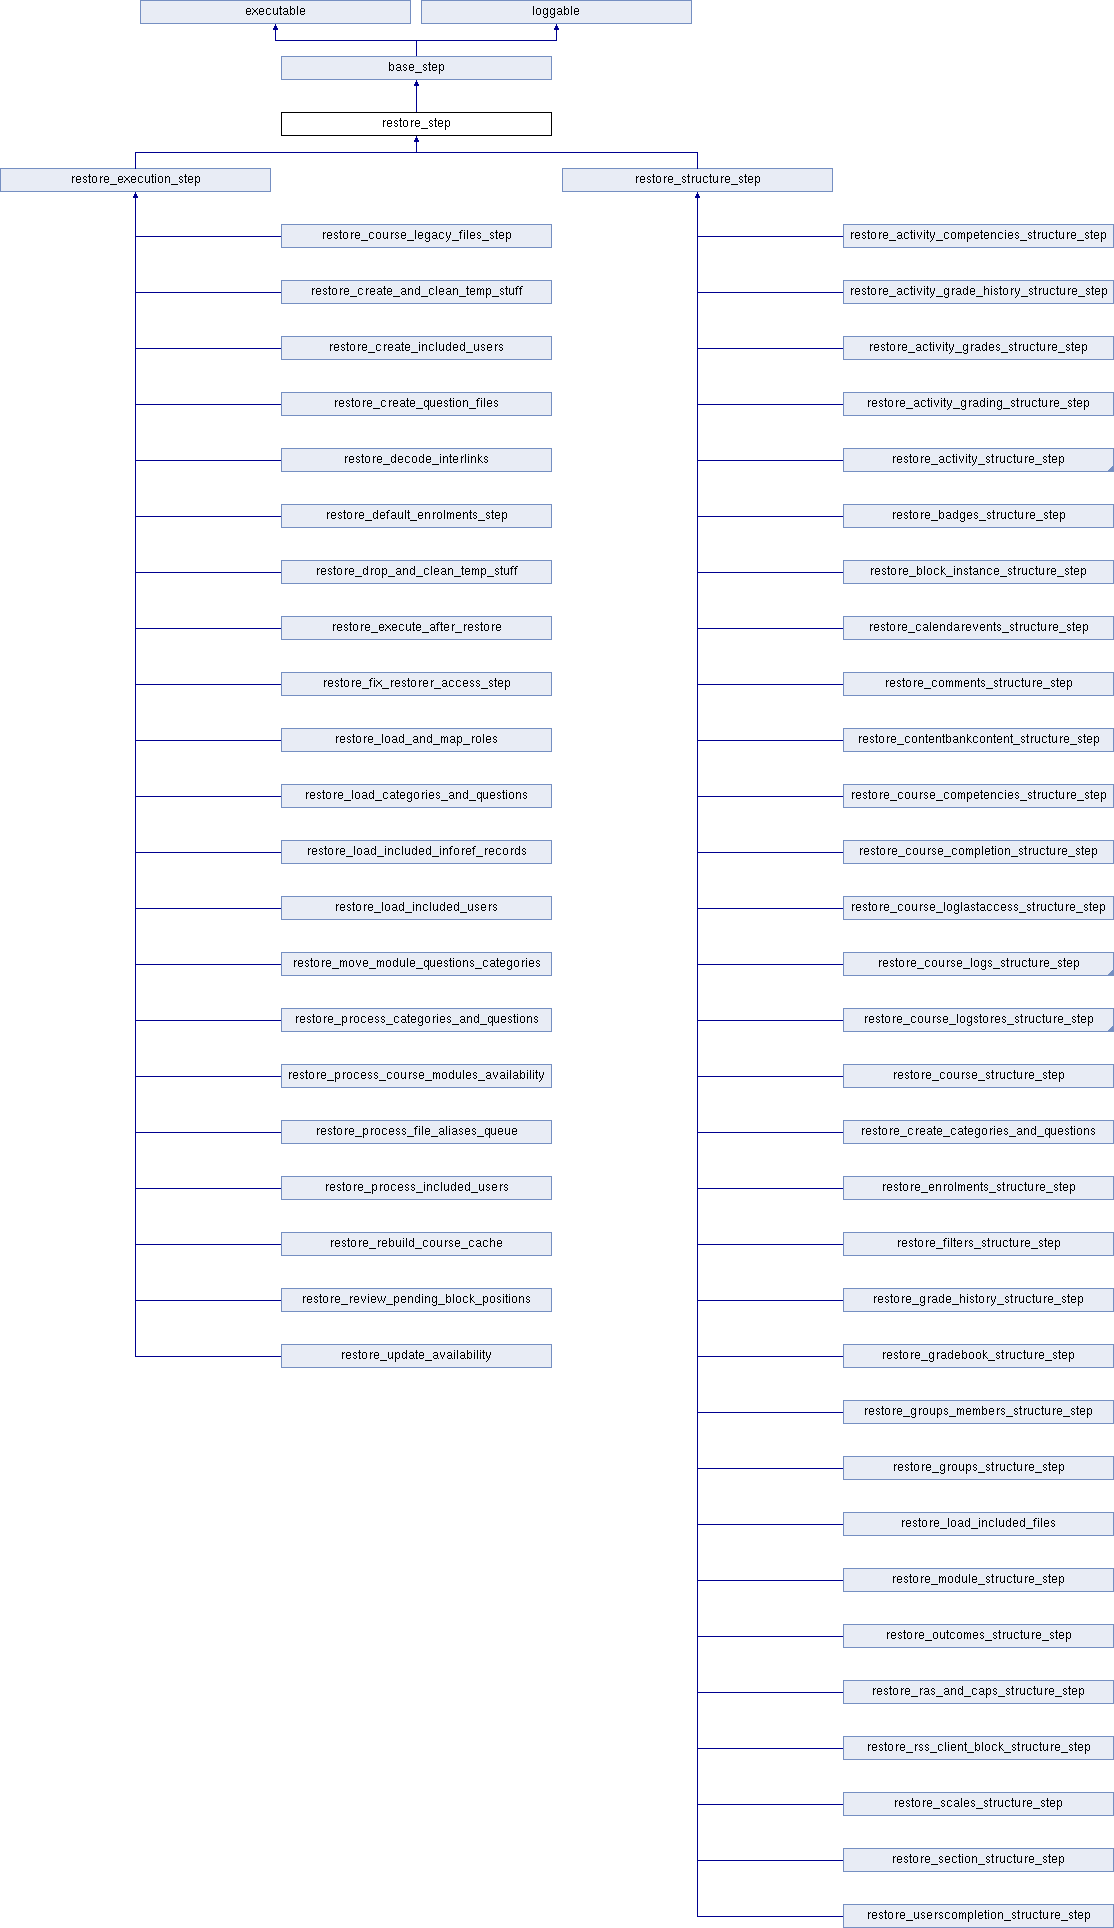 executable
loggable
base_step
restore_step
restore_execution_step
restore_structure_step
restore_course_legacy_files_step
restore_activity_competencies_structure_step
restore_create_and_clean_temp_stuff
restore_activity_grade_history_structure_step
restore_create_included_users
restore_activity_grades_structure_step
restore_create_question_files
restore_activity_grading_structure_step
restore_decode_interlinks
restore_activity_structure_step
restore_default_enrolments_step
restore_badges_structure_step
restore_drop_and_clean_temp_stuff
restore_block_instance_structure_step
restore_execute_after_restore
restore_calendarevents_structure_step
restore_fix_restorer_access_step
restore_comments_structure_step
restore_load_and_map_roles
restore_contentbankcontent_structure_step
restore_load_categories_and_questions
restore_course_competencies_structure_step
restore_load_included_inforef_records
restore_course_completion_structure_step
restore_load_included_users
restore_course_loglastaccess_structure_step
restore_move_module_questions_categories
restore_course_logs_structure_step
restore_process_categories_and_questions
restore_course_logstores_structure_step
restore_process_course_modules_availability
restore_course_structure_step
restore_process_file_aliases_queue
restore_create_categories_and_questions
restore_process_included_users
restore_enrolments_structure_step
restore_rebuild_course_cache
restore_filters_structure_step
restore_review_pending_block_positions
restore_grade_history_structure_step
restore_update_availability
restore_gradebook_structure_step
restore_groups_members_structure_step
restore_groups_structure_step
restore_load_included_files
restore_module_structure_step
restore_outcomes_structure_step
restore_ras_and_caps_structure_step
restore_rss_client_block_structure_step
restore_scales_structure_step
restore_section_structure_step
restore_userscompletion_structure_step